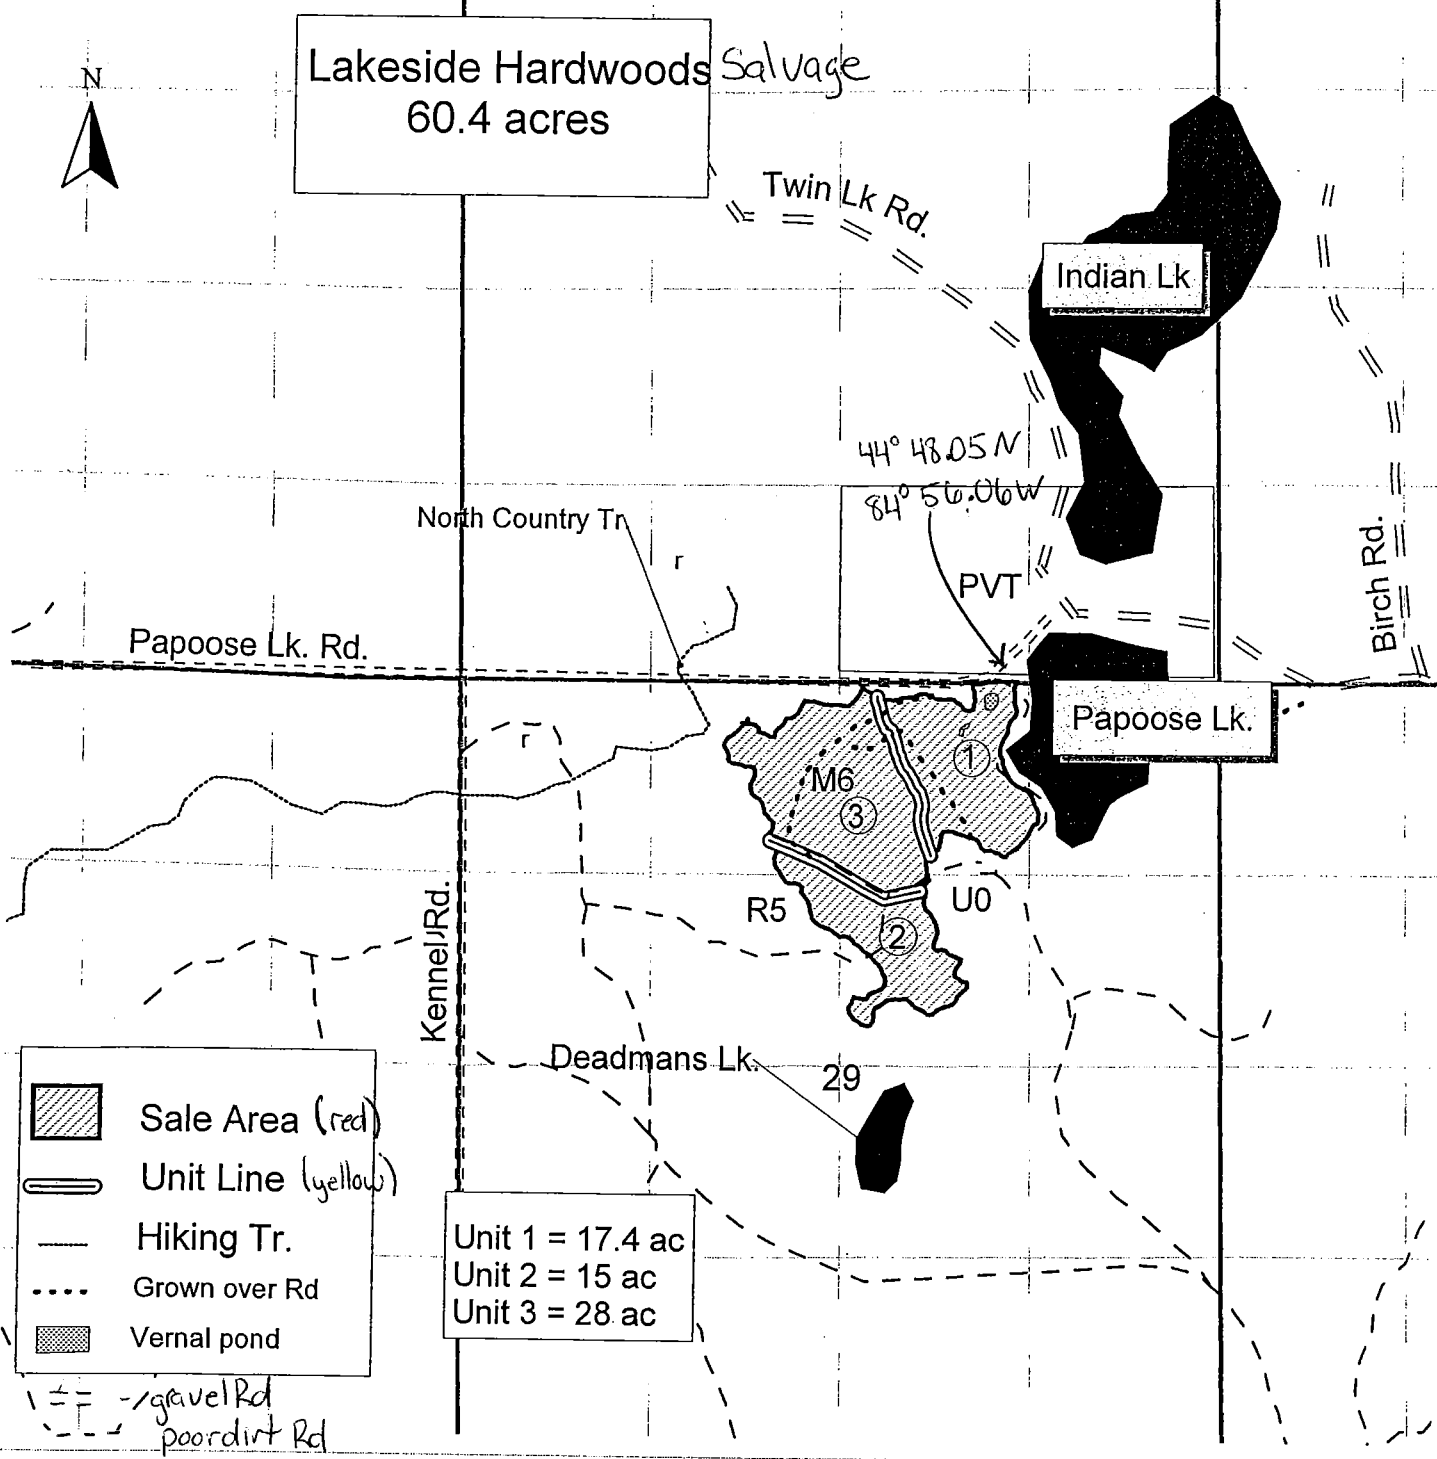 Lakeside Hardwoods Salvage
60.4 acres
N
Twin Lk Rd.
Indian Lk
44° 48.05 N
84° 56.06 W
North Country Tr.
r
PVT
Birch Rd.
Papoose Lk. Rd.
Papoose Lk.
r
1
M6
3
R5
U0
2
Kennel Rd.
Deadmans Lk.
29
Sale Area (red)
Unit Line (yellow)
Hiking Tr.
Grown over Rd
Vernal pond
gravel Rd
poor dirt Rd
Unit 1 = 17.4 ac
Unit 2 = 15 ac
Unit 3 = 28 ac